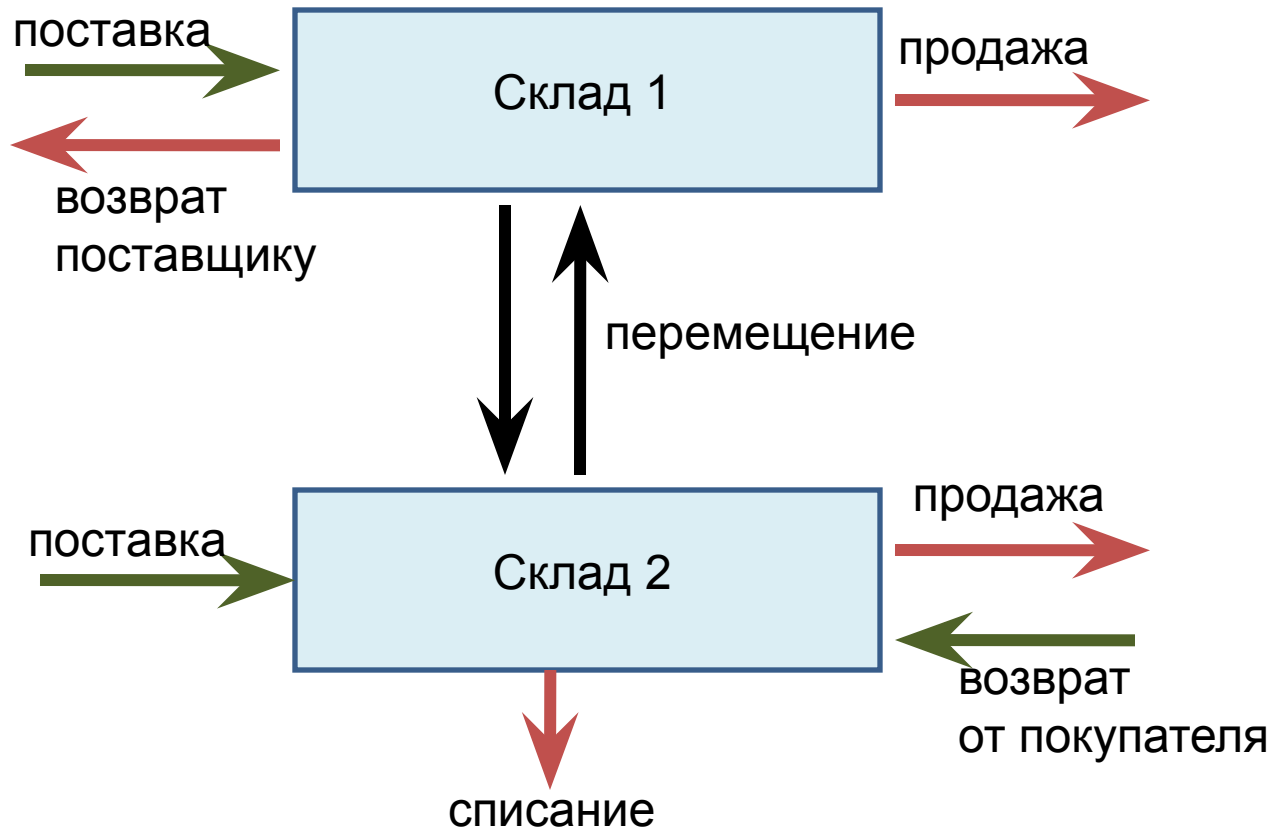 поставка
Склад 1
продажа
возврат
поставщику
перемещение
поставка
Склад 2
продажа
возврат
от покупателя
списание